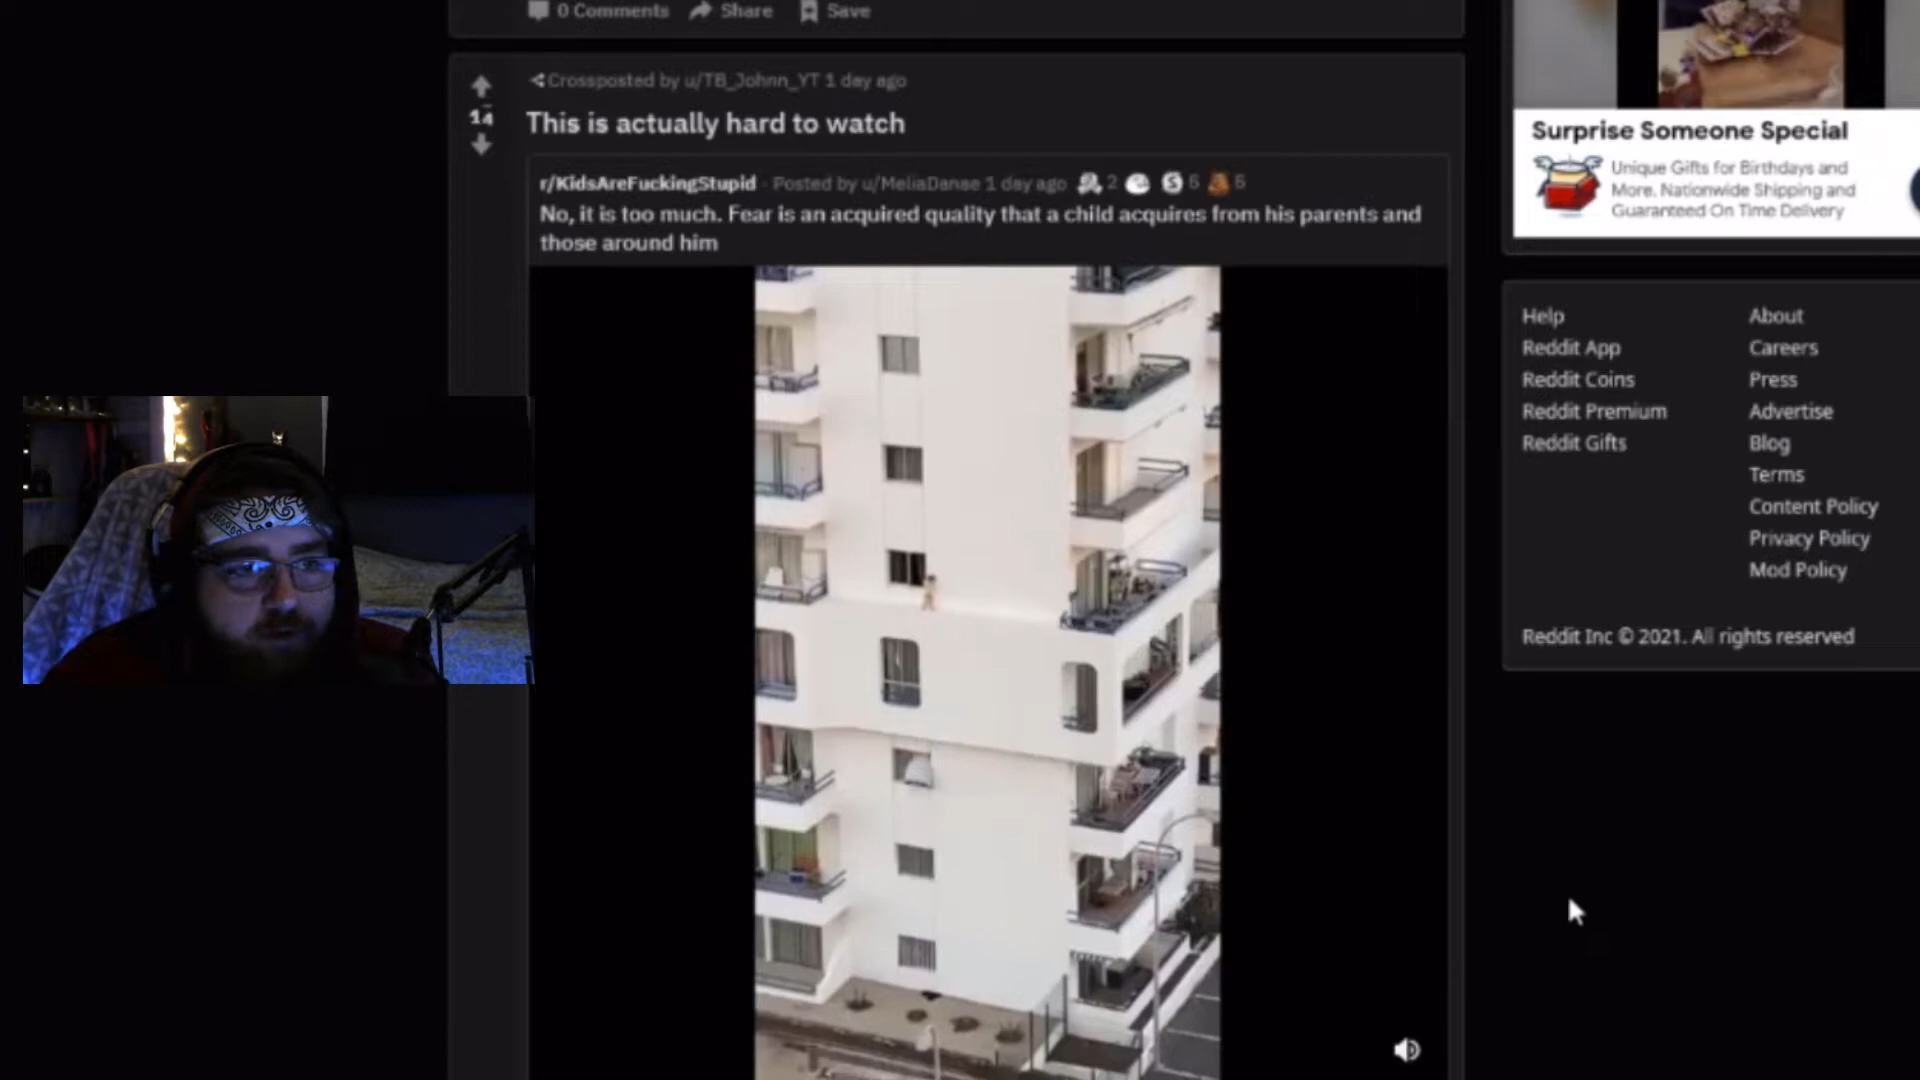 0 Comments Share Save
Crossposted by u/TB_Johnn_YT 1 day ago
14
This is actually hard to watch
r/KidsAreFuckingStupid · Posted by u/MeliaDanae 1 day ago 2 S 6 5
No, it is too much. Fear is an acquired quality that a child acquires from his parents and
those around him
Surprise Someone Special
Unique Gifts for Birthdays and
More. Nationwide Shipping and
Guaranteed On Time Delivery
Help About
Reddit App Careers
Reddit Coins Press
Reddit Premium Advertise
Reddit Gifts Blog
Terms
Content Policy
Privacy Policy
Mod Policy
Reddit Inc © 2021. All rights reserved